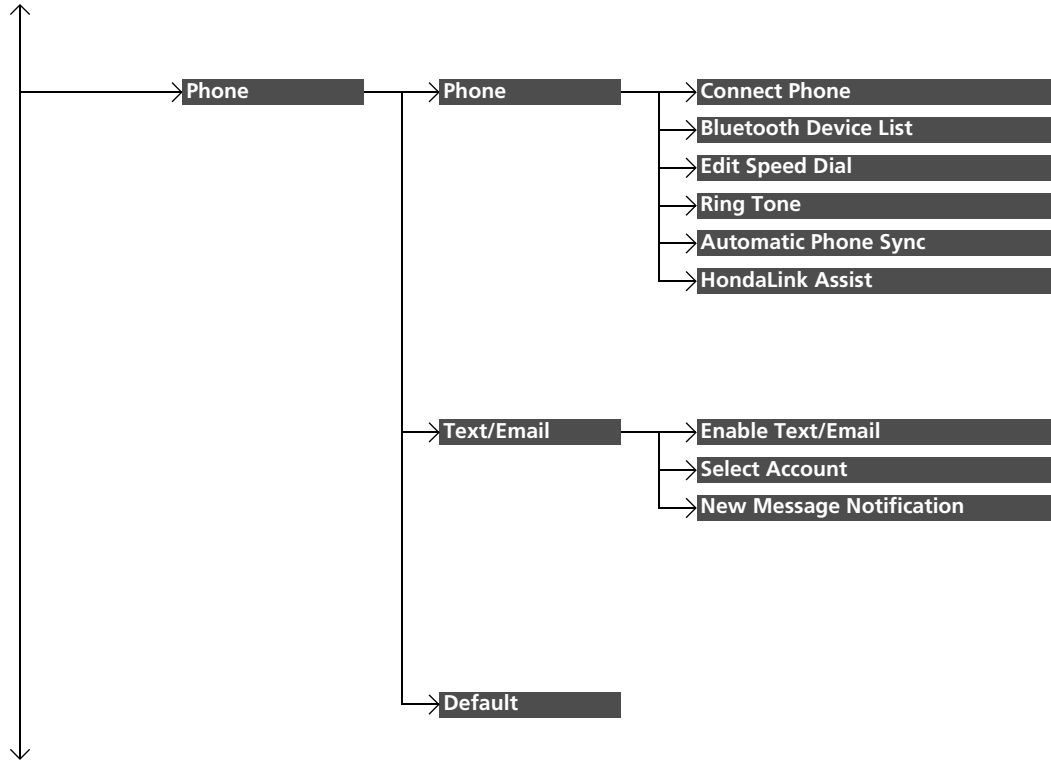 Phone
Phone
Connect Phone
Bluetooth Device List
Edit Speed Dial
Ring Tone
Automatic Phone Sync
HondaLink Assist
Text/Email
Enable Text/Email
Select Account
New Message Notification
Default